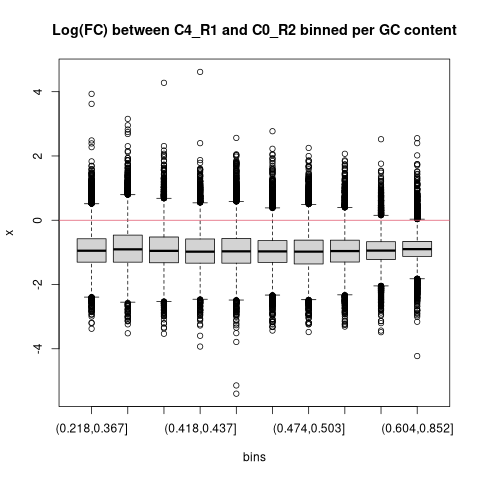 Log(FC) between C4_R1 and C0_R2 binned per GC content
4
2
0
-2
-4
x
(0.218,0.367] (0.418,0.437] (0.474,0.503] (0.604,0.852]
bins